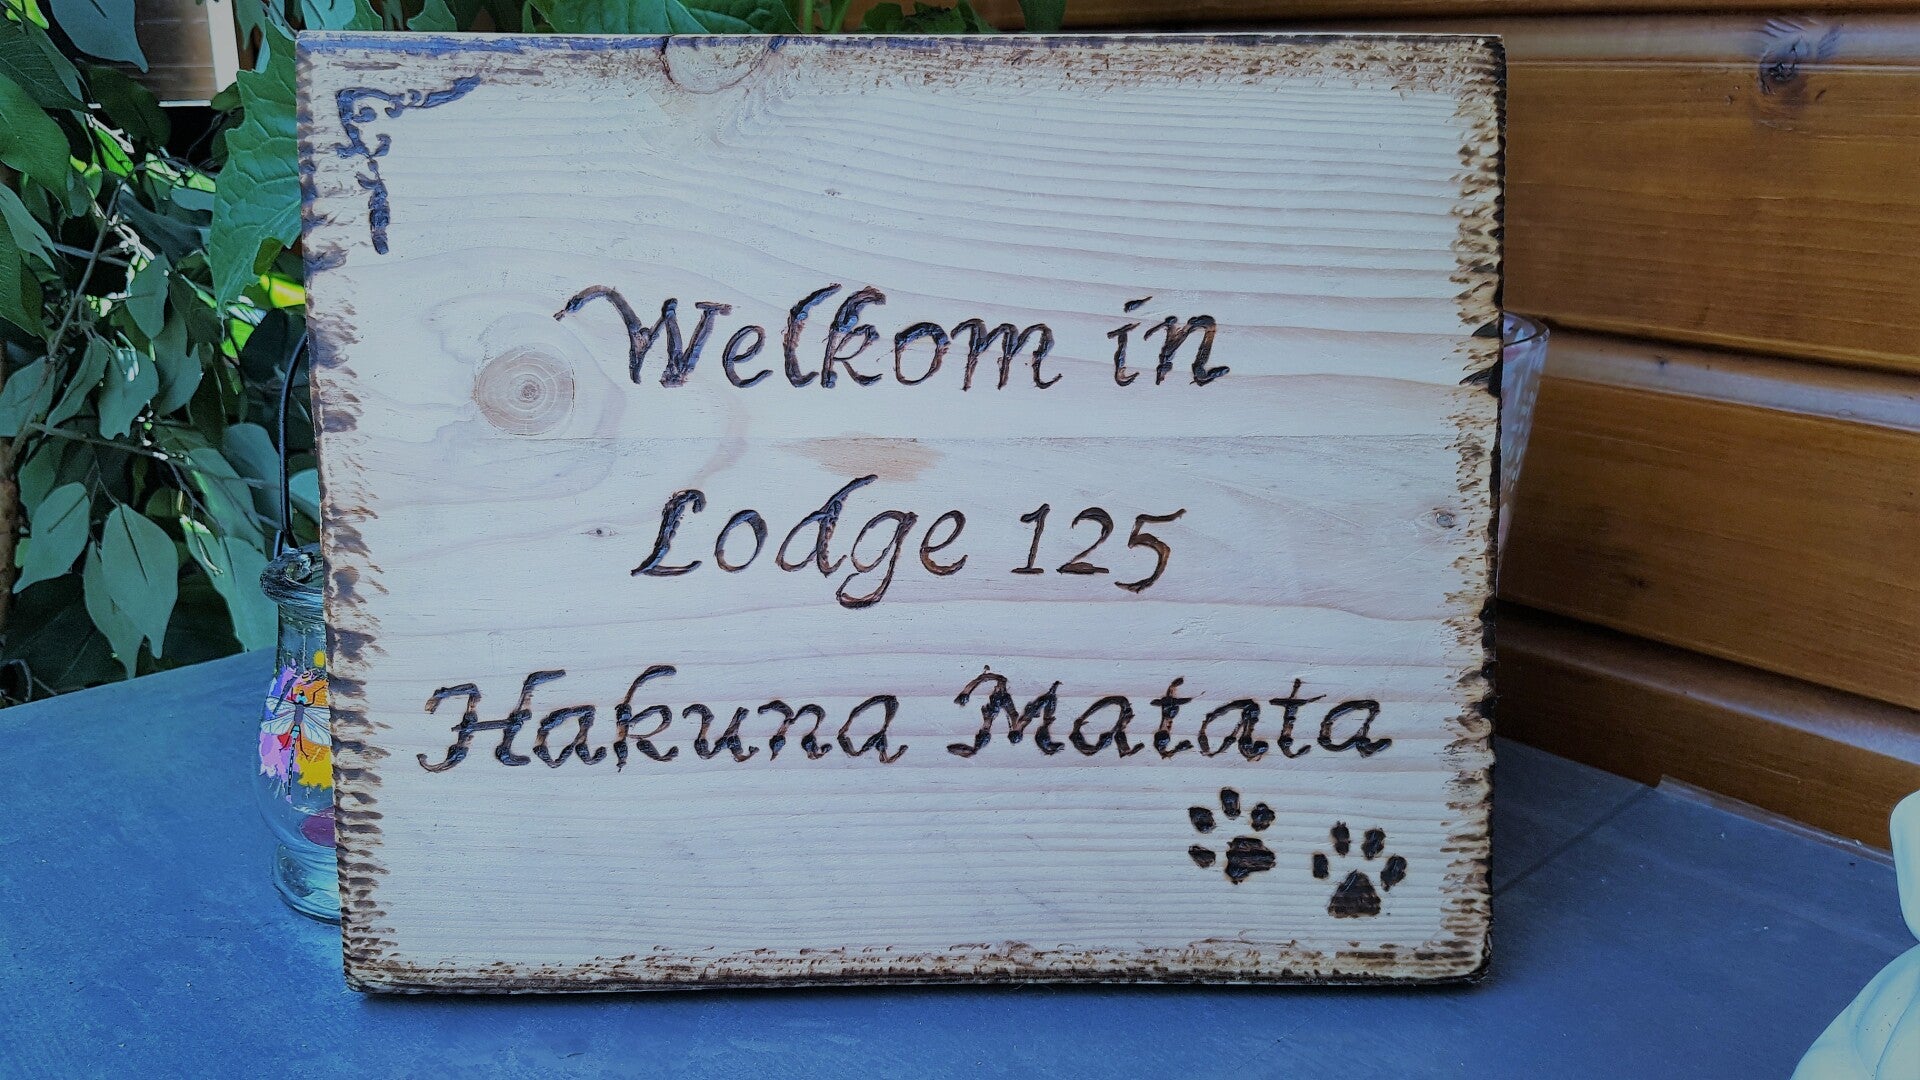 Welkom in
Lodge 125
Hakuna Matata